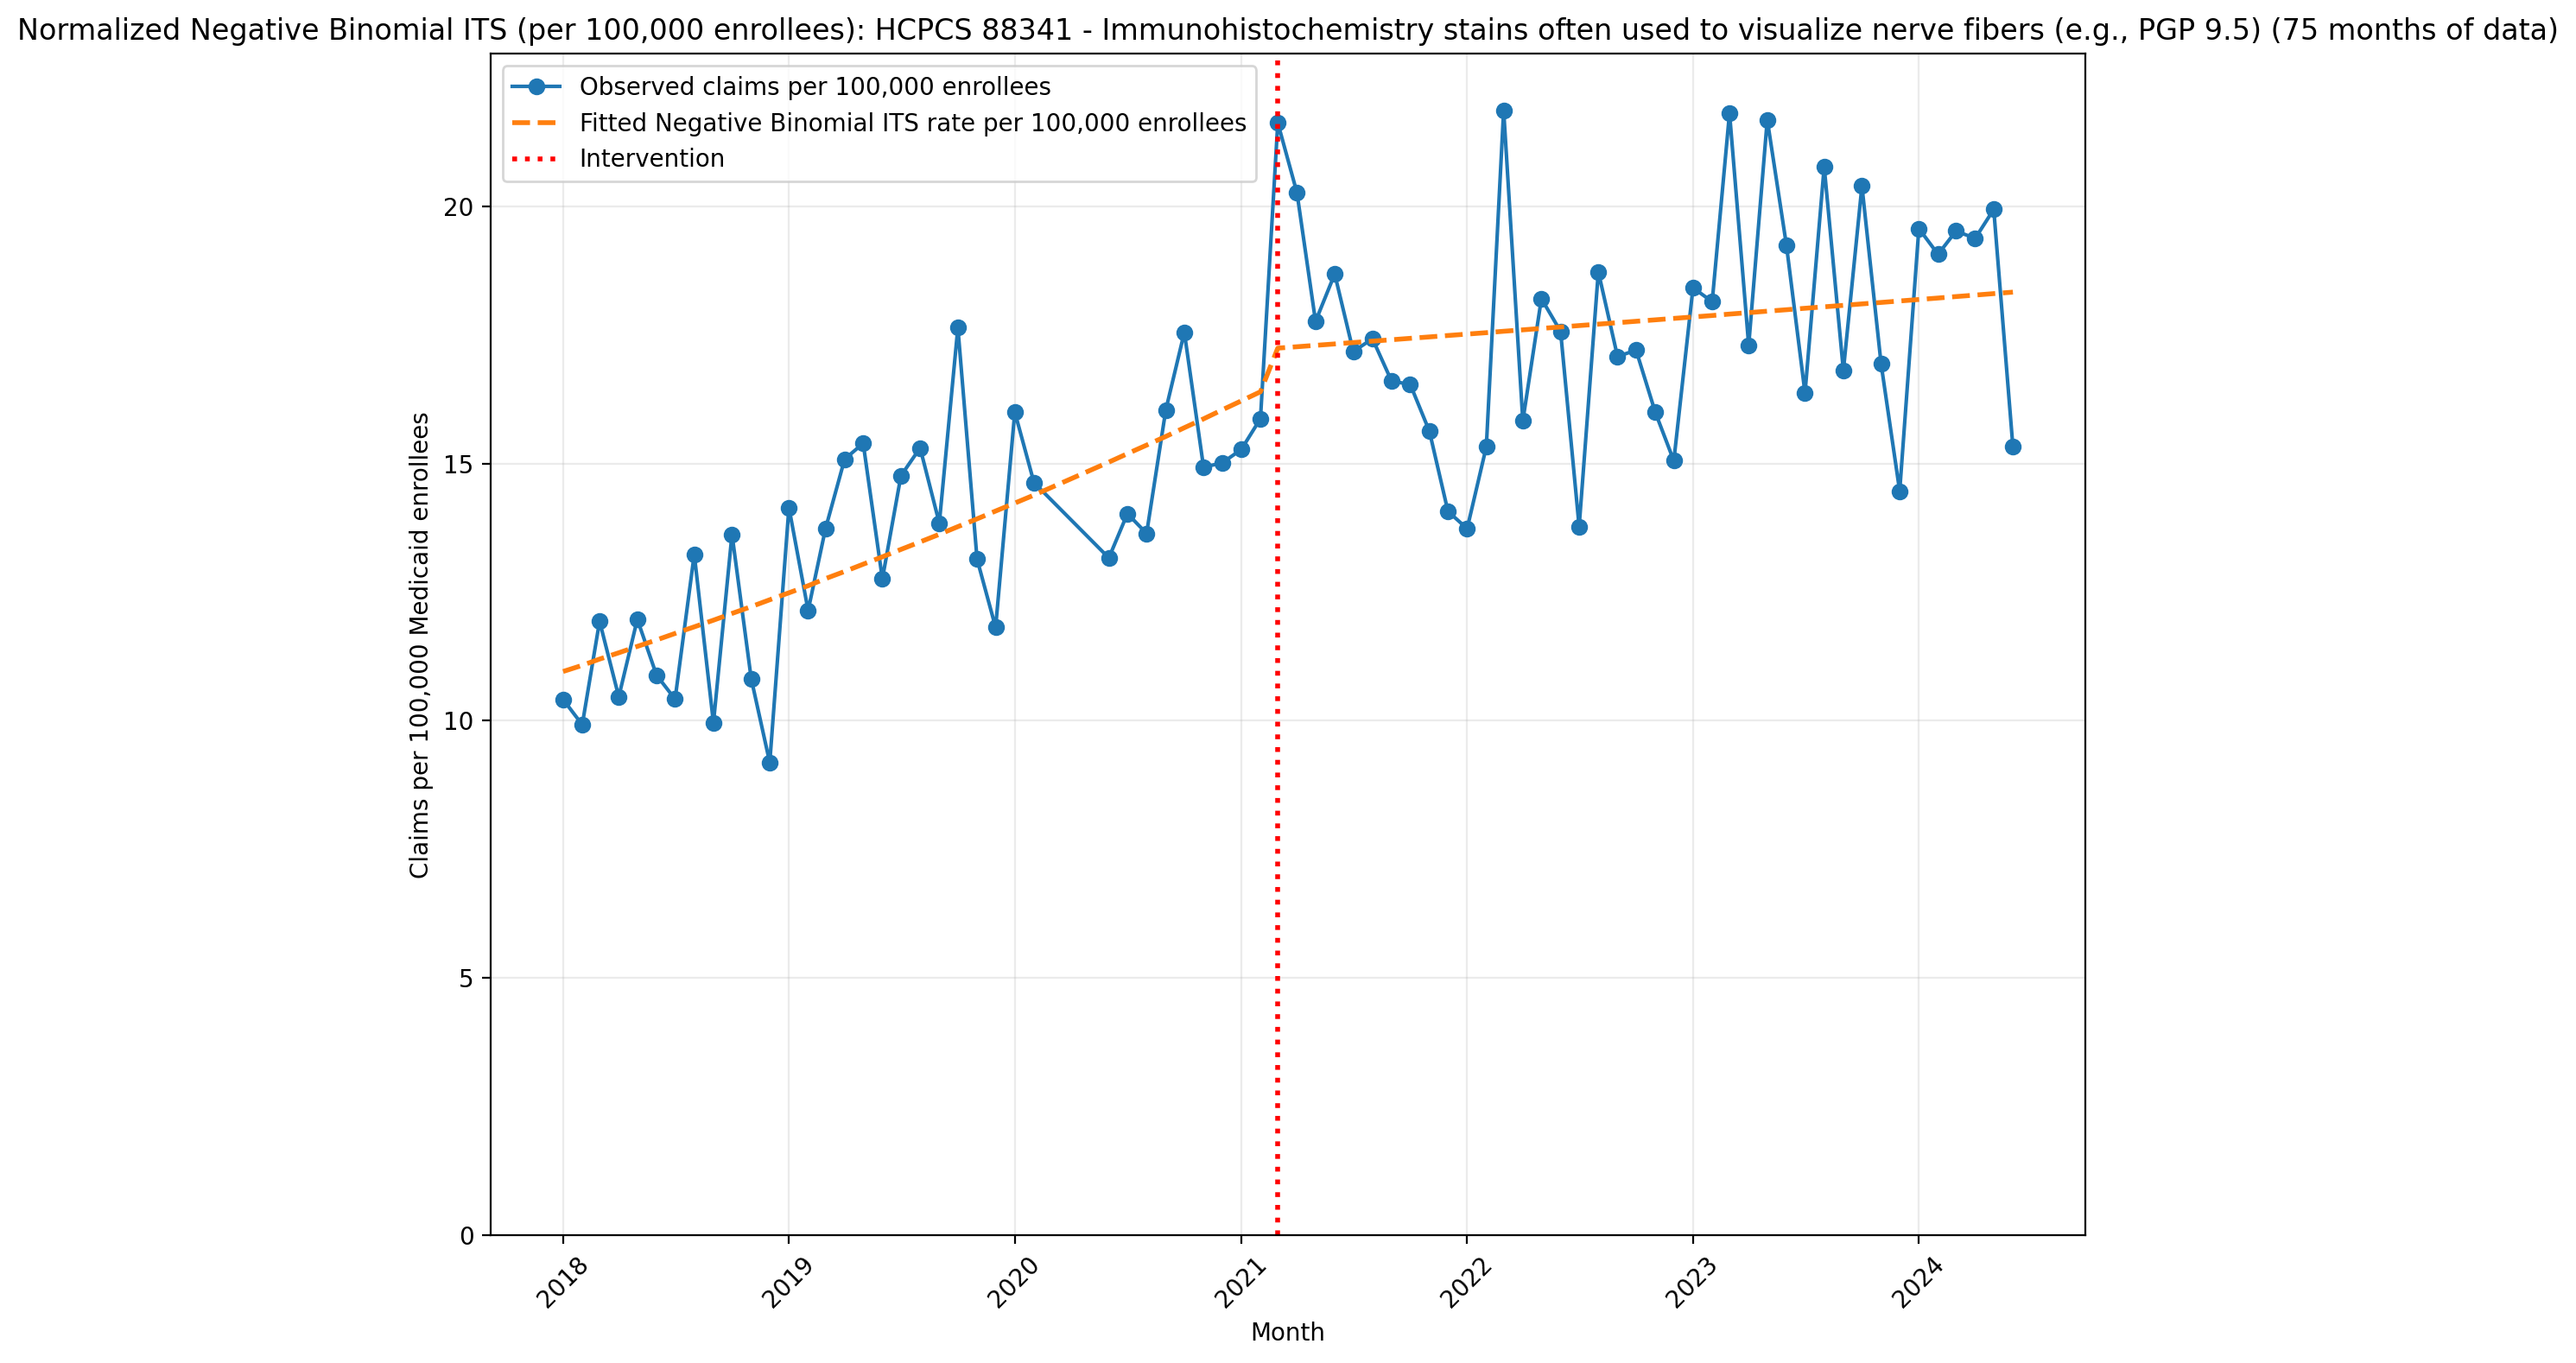 Normalized Negative Binomial ITS (per 100,000 enrollees): HCPCS 88341 - Immunohistochemistry stains often used to visualize nerve fibers (e.g., PGP 9.5) (75 months of data)
Observed claims per 100,000 enrollees
Fitted Negative Binomial ITS rate per 100,000 enrollees
Intervention
Claims per 100,000 Medicaid enrollees
20
15
10
5
0
2018
2019
2020
2021
2022
2023
2024
Month